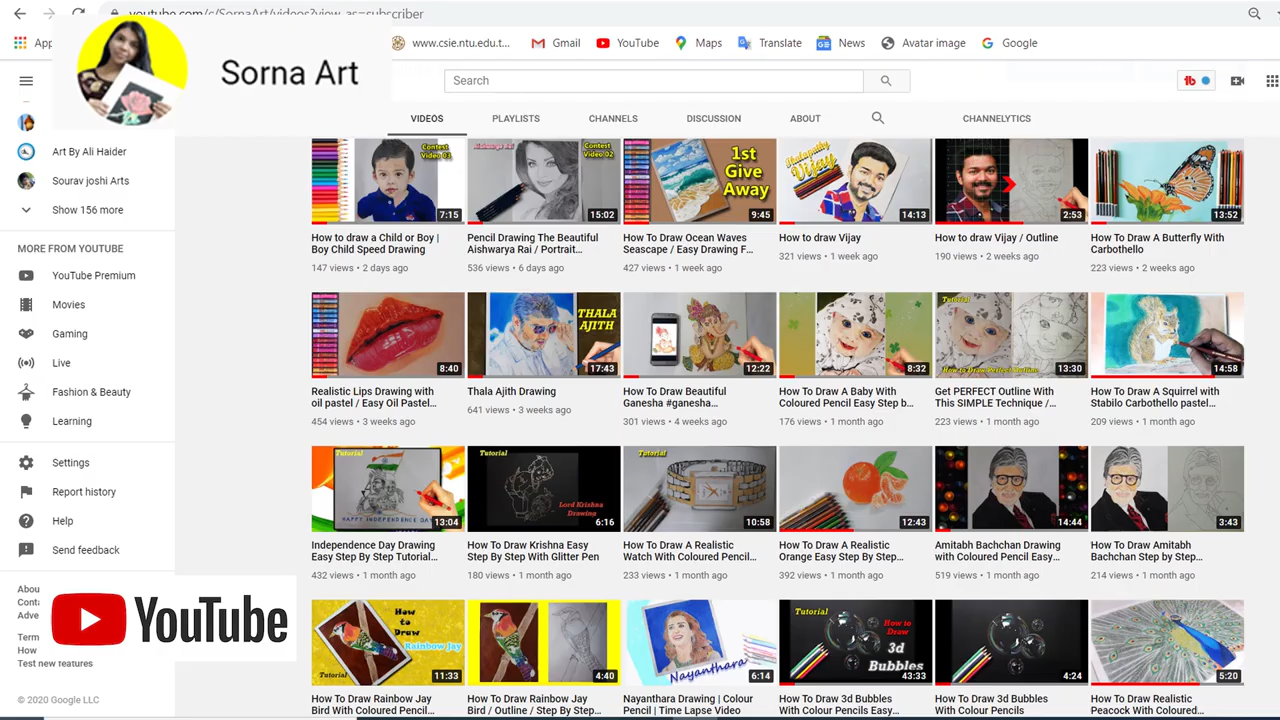 youtube.com/c/SornaArt/videos?view_as=subscriber
App
www.csie.ntu.edu.t...
Gmail
YouTube
Maps
Translate
News
Avatar image
Google
Sorna Art
Search
VIDEOS
PLAYLISTS
CHANNELS
DISCUSSION
ABOUT
CHANNELYTICS
Art By Ali Haider
Sourav joshi Arts
Show 156 more
MORE FROM YOUTUBE
YouTube Premium
Movies
Gaming
Live
Fashion & Beauty
Learning
Settings
Report history
Help
Send feedback
Abou
Adve
Term
How
Test new features
YouTube
© 2020 Google LLC
Contest
Video 03
7:15
Contest
Video 02
15:02
1st
Give
Away
9:45
Vijay
14:13
2:53
13:52
How to draw a Child or Boy |
Boy Child Speed Drawing
147 views • 2 days ago
Pencil Drawing The Beautiful
Aishwarya Rai / Portrait...
536 views • 6 days ago
How To Draw Ocean Waves
Seascape / Easy Drawing F...
427 views • 1 week ago
How to draw Vijay
321 views • 1 week ago
How to draw Vijay / Outline
190 views • 2 weeks ago
How To Draw A Butterfly With
Carbothello
223 views • 2 weeks ago
8:40
THALA
AJITH
17:43
12:22
8:32
Tutorial
How to Draw Perfect Outline
13:30
14:58
Realistic Lips Drawing with
oil pastel / Easy Oil Pastel...
454 views • 3 weeks ago
Thala Ajith Drawing
641 views • 3 weeks ago
How To Draw Beautiful
Ganesha #ganesha...
301 views • 4 weeks ago
How To Draw A Baby With
Coloured Pencil Easy Step b...
176 views • 1 month ago
Get PERFECT Outline With
This SIMPLE Technique /...
223 views • 1 month ago
How To Draw A Squirrel with
Stabilo Carbothello pastel...
209 views • 1 month ago
Tutorial
HAPPY INDEPENDENCE DAY
13:04
Tutorial
Lord Krishna
Drawing
6:16
Tutorial
10:58
12:43
14:44
Tutorial
3:43
Independence Day Drawing
Easy Step By Step Tutorial...
432 views • 1 month ago
How To Draw Krishna Easy
Step By Step With Glitter Pen
180 views • 1 month ago
How To Draw A Realistic
Watch With Coloured Pencil...
233 views • 1 month ago
How To Draw A Realistic
Orange Easy Step By Step...
392 views • 1 month ago
Amitabh Bachchan Drawing
with Coloured Pencil Easy...
519 views • 1 month ago
How To Draw Amitabh
Bachchan Step by Step...
214 views • 1 month ago
How
to
Draw
Rainbow Jay
Tutorial
11:33
4:40
Nayanthara
6:14
Tutorial
How to
Draw
3d
Bubbles
43:33
4:24
5:20
How To Draw Rainbow Jay
Bird With Coloured Pencil...
How To Draw Rainbow Jay
Bird / Outline / Step By Step...
Nayanthara Drawing | Colour
Pencil | Time Lapse Video
How To Draw 3d Bubbles
With Colour Pencils Easy...
How To Draw 3d Bubbles
With Colour Pencils
How To Draw Realistic
Peacock With Coloured...